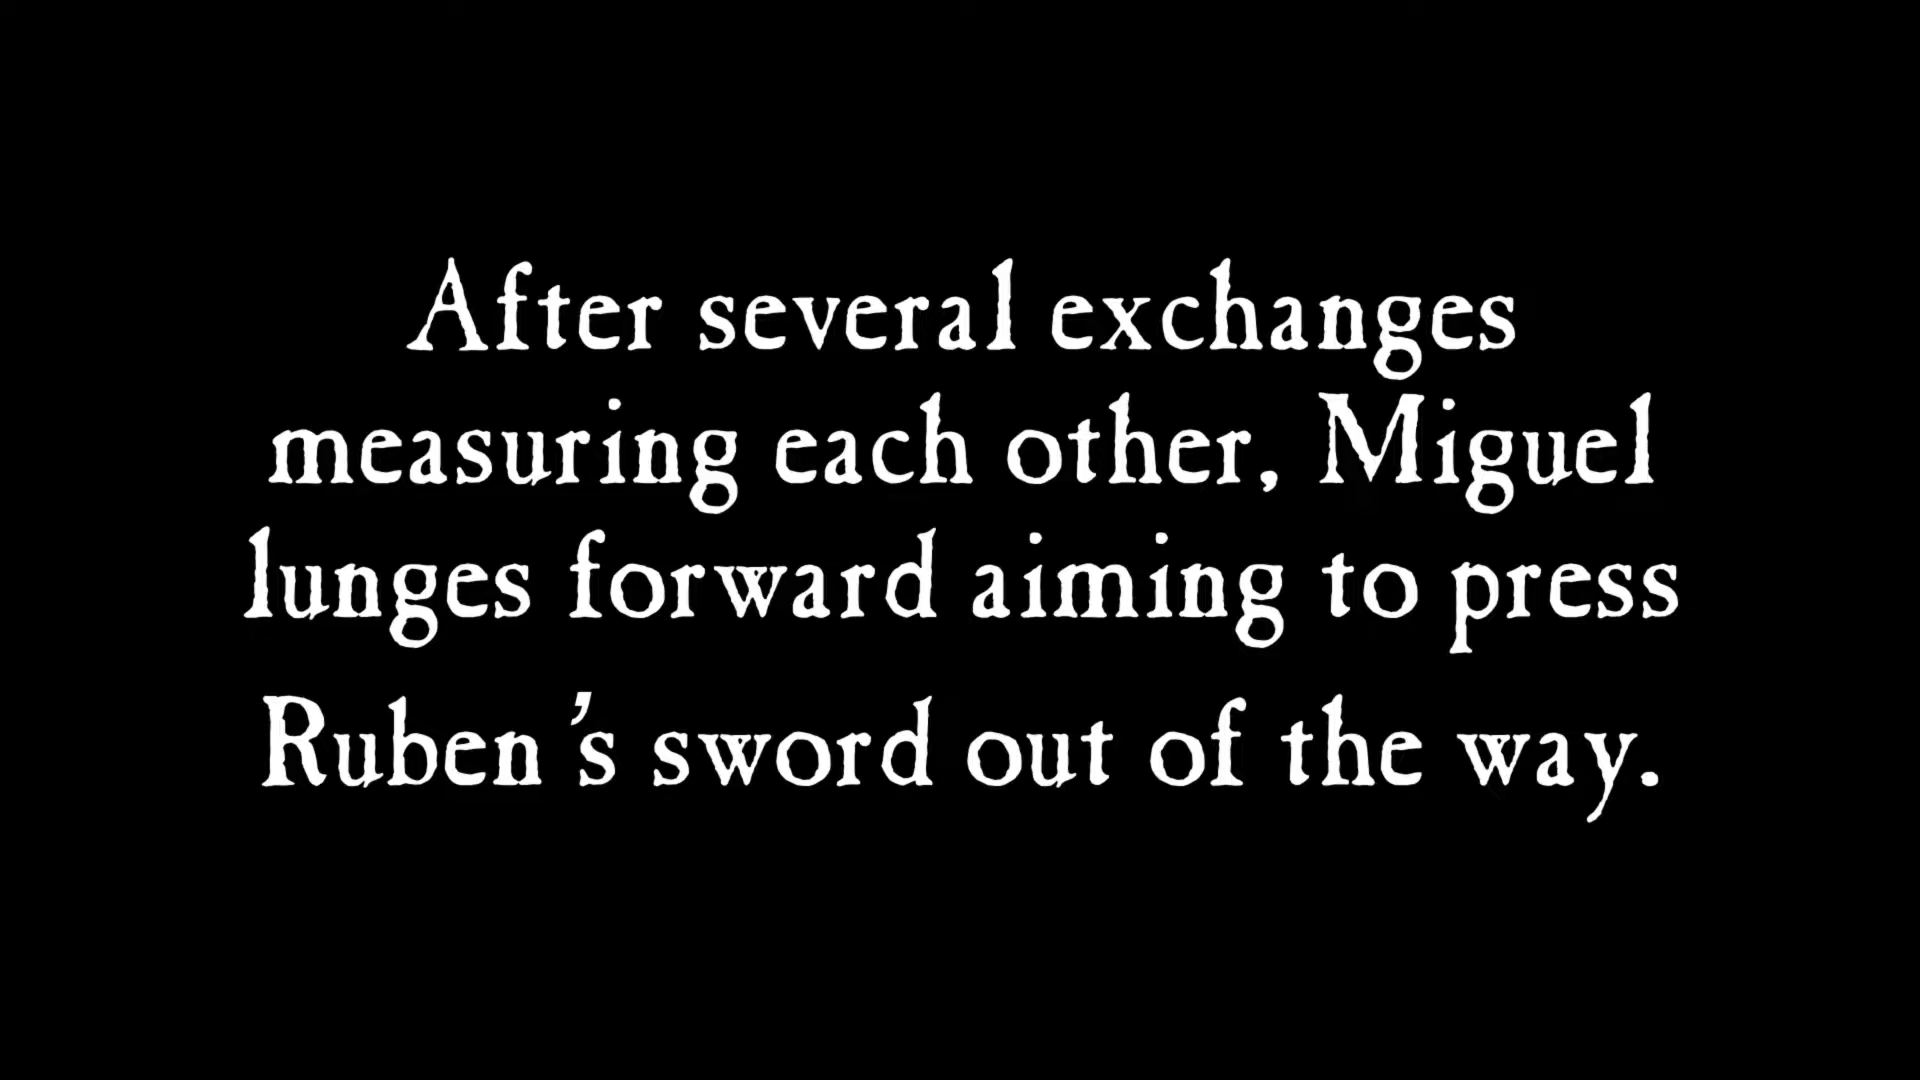 After several exchanges
measuring each other, Miguel
lunges forward aiming to press
Ruben's sword out of the way.